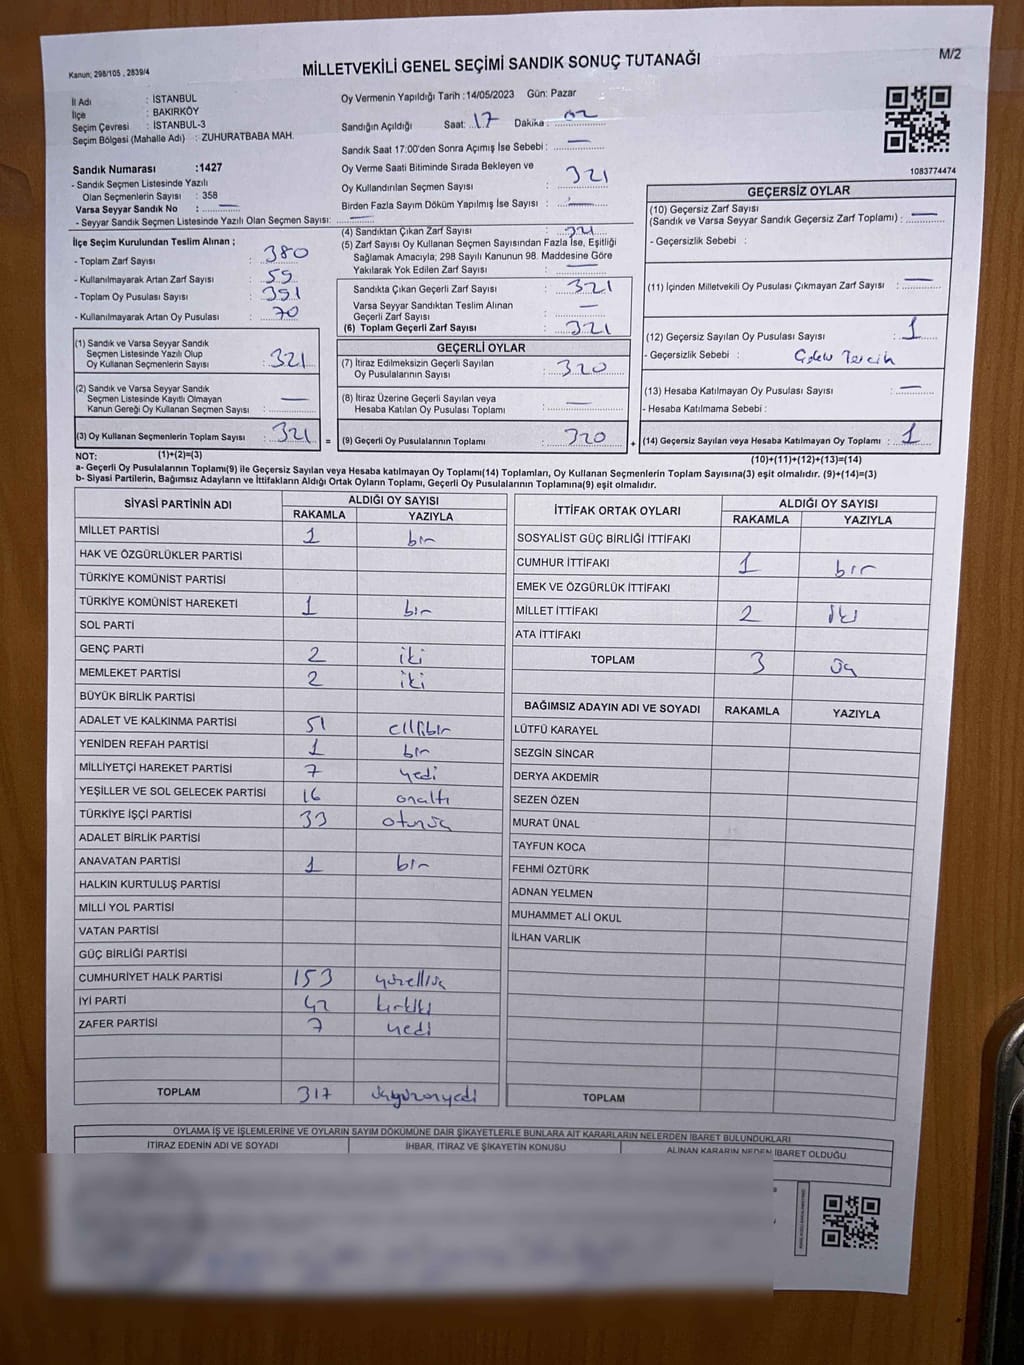 Kanun; 298/105 , 2839/4
MİLLETVEKİLİ GENEL SEÇİMİ SANDIK SONUÇ TUTANAĞI
M/2
İl Adı : İSTANBUL
İlçe : BAKIRKÖY
Seçim Çevresi : İSTANBUL-3
Seçim Bölgesi (Mahalle Adı) : ZUHURATBABA MAH.
Sandık Numarası :1427
- Sandık Seçmen Listesinde Yazılı
Olan Seçmenlerin Sayısı : 358
Varsa Seyyar Sandık No : —
- Seyyar Sandık Seçmen Listesinde Yazılı Olan Seçmen Sayısı: —
Oy Vermenin Yapıldığı Tarih :14/05/2023 Gün: Pazar
Sandığın Açıldığı Saat: 17 Dakika : 02
Sandık Saat 17:00'den Sonra Açımış İse Sebebi : —
Oy Verme Saati Bitiminde Sırada Bekleyen ve
Oy Kullandırılan Seçmen Sayısı : 321
Birden Fazla Sayım Döküm Yapılmış İse Sayısı : —
1083774474
İlçe Seçim Kurulundan Teslim Alınan ;
- Toplam Zarf Sayısı : 380
- Kullanılmayarak Artan Zarf Sayısı : 59
- Toplam Oy Pusulası Sayısı : 391
- Kullanılmayarak Artan Oy Pusulası : 70
(1) Sandık ve Varsa Seyyar Sandık
Seçmen Listesinde Yazılı Olup
Oy Kullanan Seçmenlerin Sayısı : 321
(2) Sandık ve Varsa Seyyar Sandık
Seçmen Listesinde Kayıtlı Olmayan
Kanun Gereği Oy Kullanan Seçmen Sayısı : —
(3) Oy Kullanan Seçmenlerin Toplam Sayısı : 321 =
(4) Sandıktan Çıkan Zarf Sayısı : 321
(5) Zarf Sayısı Oy Kullanan Seçmen Sayısından Fazla İse, Eşitliği
Sağlamak Amacıyla; 298 Sayılı Kanunun 98. Maddesine Göre
Yakılarak Yok Edilen Zarf Sayısı : —
Sandıkta Çıkan Geçerli Zarf Sayısı : 321
Varsa Seyyar Sandıktan Teslim Alınan
Geçerli Zarf Sayısı : —
(6) Toplam Geçerli Zarf Sayısı : 321
GEÇERLİ OYLAR
(7) İtiraz Edilmeksizin Geçerli Sayılan
Oy Pusulalarının Sayısı : 320
(8) İtiraz Üzerine Geçerli Sayılan veya
Hesaba Katılan Oy Pusulası Toplamı : —
(9) Geçerli Oy Pusulalarının Toplamı : 320 +
GEÇERSİZ OYLAR
(10) Geçersiz Zarf Sayısı
(Sandık ve Varsa Seyyar Sandık Geçersiz Zarf Toplamı) : —
- Geçersizlik Sebebi :
(11) İçinden Milletvekili Oy Pusulası Çıkmayan Zarf Sayısı : —
(12) Geçersiz Sayılan Oy Pusulası Sayısı : 1
- Geçersizlik Sebebi : Tercih
(13) Hesaba Katılmayan Oy Pusulası Sayısı : —
- Hesaba Katılmama Sebebi :
(14) Geçersiz Sayılan veya Hesaba Katılmayan Oy Toplamı : 1
NOT: (1)+(2)=(3)
(10)+(11)+(12)+(13)=(14)
a- Geçerli Oy Pusulalarının Toplamı(9) ile Geçersiz Sayılan veya Hesaba katılmayan Oy Toplamı(14) Toplamları, Oy Kullanan Seçmenlerin Toplam Sayısına(3) eşit olmalıdır. (9)+(14)=(3)
b- Siyasi Partilerin, Bağımsız Adayların ve İttifakların Aldığı Ortak Oyların Toplamı, Geçerli Oy Pusulalarının Toplamına(9) eşit olmalıdır.
SİYASİ PARTİNİN ADI ALDIĞI OY SAYISI
RAKAMLA YAZIYLA
MİLLET PARTİSİ 1 bir
HAK VE ÖZGÜRLÜKLER PARTİSİ
TÜRKİYE KOMÜNİST PARTİSİ
TÜRKİYE KOMÜNİST HAREKETİ 1 bir
SOL PARTİ
GENÇ PARTİ 2 iki
MEMLEKET PARTİSİ 2 iki
BÜYÜK BİRLİK PARTİSİ
ADALET VE KALKINMA PARTİSİ 51 ellibir
YENİDEN REFAH PARTİSİ 1 bir
MİLLİYETÇİ HAREKET PARTİSİ 7 yedi
YEŞİLLER VE SOL GELECEK PARTİSİ 16 onaltı
TÜRKİYE İŞÇİ PARTİSİ 33 otuzüç
ADALET BİRLİK PARTİSİ
ANAVATAN PARTİSİ 1 bir
HALKIN KURTULUŞ PARTİSİ
MİLLİ YOL PARTİSİ
VATAN PARTİSİ
GÜÇ BİRLİĞİ PARTİSİ
CUMHURİYET HALK PARTİSİ 153 yüzelliüç
İYİ PARTİ 42 kırkiki
ZAFER PARTİSİ 7 yedi
TOPLAM 317 üçyüzonyedi
İTTİFAK ORTAK OYLARI ALDIĞI OY SAYISI
RAKAMLA YAZIYLA
SOSYALİST GÜÇ BİRLİĞİ İTTİFAKI
CUMHUR İTTİFAKI 1 bir
EMEK VE ÖZGÜRLÜK İTTİFAKI
MİLLET İTTİFAKI 2 iki
ATA İTTİFAKI
TOPLAM 3 üç
BAĞIMSIZ ADAYIN ADI VE SOYADI RAKAMLA YAZIYLA
LÜTFÜ KARAYEL
SEZGİN SİNCAR
DERYA AKDEMİR
SEZEN ÖZEN
MURAT ÜNAL
TAYFUN KOCA
FEHMİ ÖZTÜRK
ADNAN YELMEN
MUHAMMET ALİ OKUL
İLHAN VARLIK
TOPLAM
OYLAMA İŞ VE İŞLEMLERİNE VE OYLARIN SAYIM DÖKÜMÜNE DAİR ŞİKAYETLERLE BUNLARA AİT KARARLARIN NELERDEN İBARET BULUNDUKLARI
İTİRAZ EDENİN ADI VE SOYADI İHBAR, İTİRAZ VE ŞİKAYETİN KONUSU ALINAN KARARIN NEDEN İBARET OLDUĞU